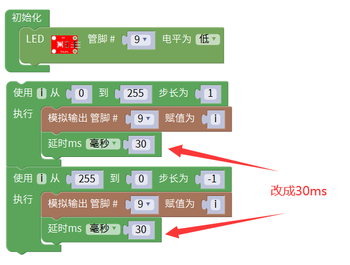 初始化
LED 管脚 # 9 电平为 低
使用 i 从 0 到 255 步长为 1
执行 模拟输出 管脚 # 9 赋值为 i
延时ms 毫秒 30
使用 i 从 255 到 0 步长为 -1
执行 模拟输出 管脚 # 9 赋值为 i
延时ms 毫秒 30
改成30ms